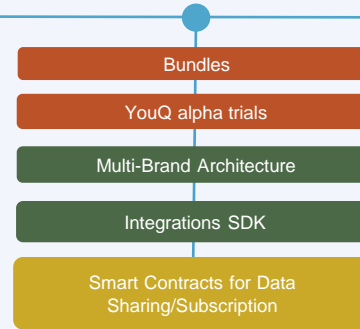 Bundles
YouQ alpha trials
Multi-Brand Architecture
Integrations SDK
Smart Contracts for Data
Sharing/Subscription